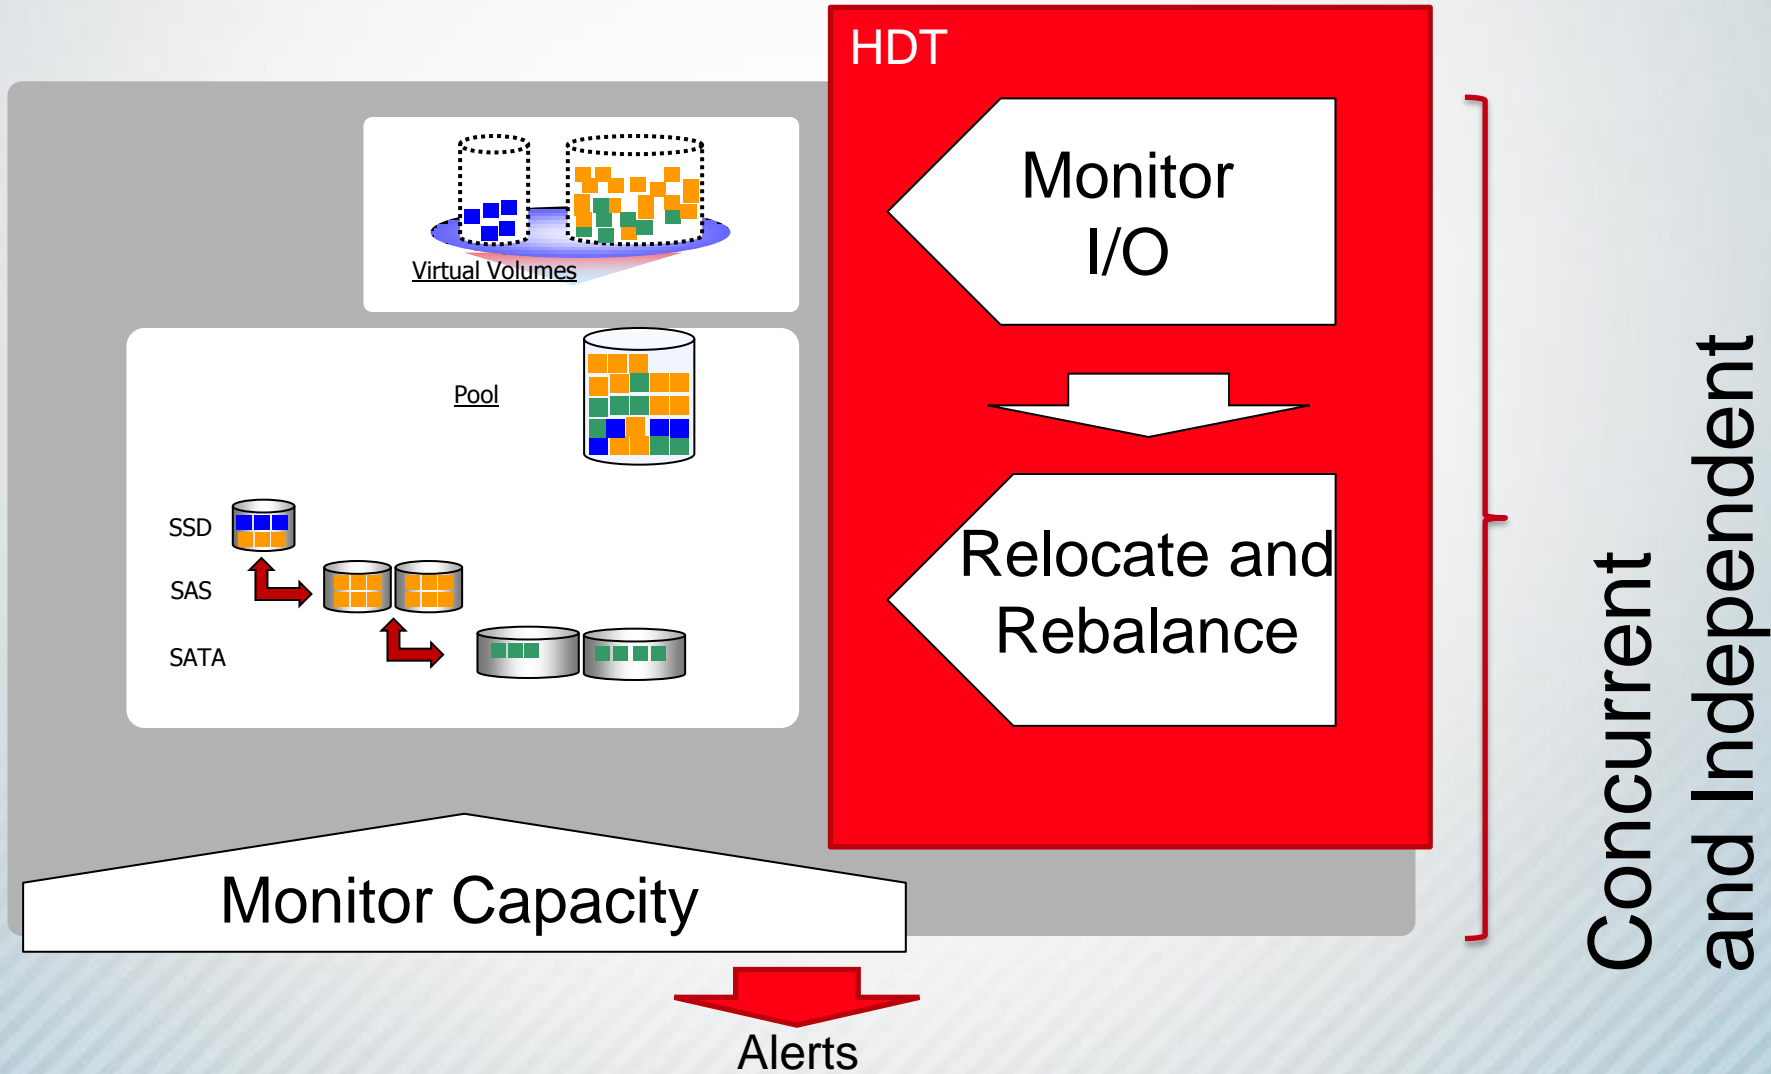 HDT
Monitor
I/O
Virtual Volumes
Pool
Relocate and
Rebalance
SSD
SAS
SATA
Monitor Capacity
Alerts
Concurrent
and Independent